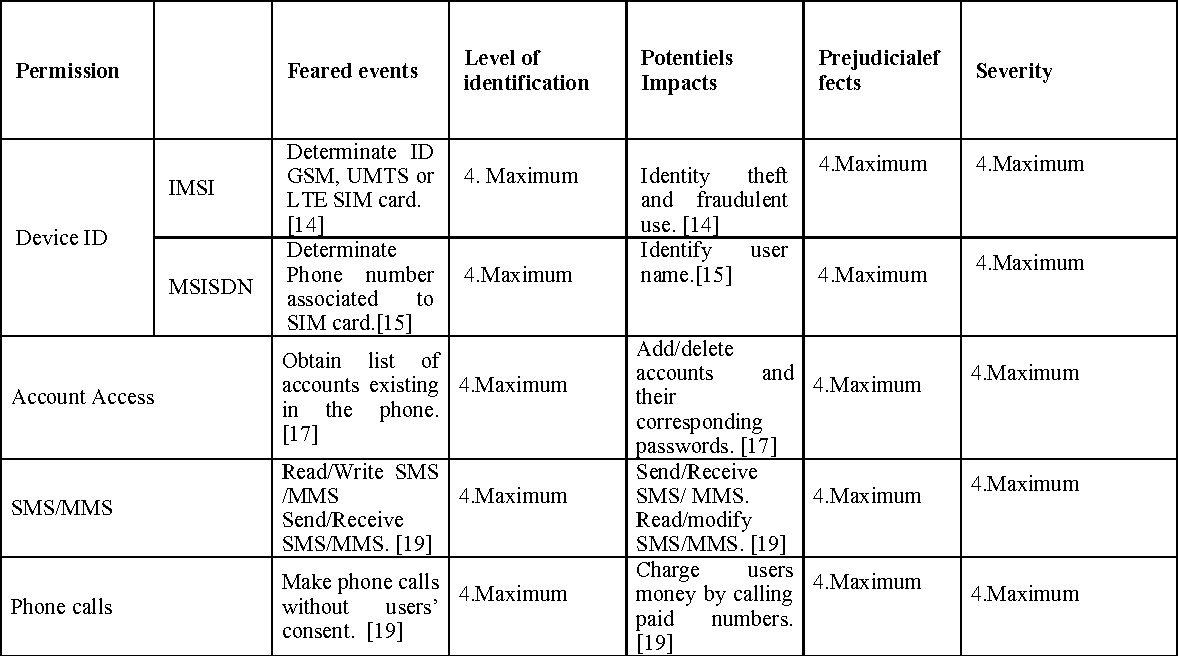 Permission
Feared events
Level of
identification
Potentiels
Impacts
Prejudicialef
fects
Severity
Device ID
IMSI
Determinate ID
GSM, UMTS or
LTE SIM card.
[14]
4. Maximum
Identity theft
and fraudulent
use. [14]
4.Maximum
4.Maximum
MSISDN
Determinate
Phone number
associated to
SIM card.[15]
4.Maximum
Identify user
name.[15]
4.Maximum
4.Maximum
Account Access
Obtain list of
accounts existing
in the phone.
[17]
4.Maximum
Add/delete
accounts and
their
corresponding
passwords. [17]
4.Maximum
4.Maximum
SMS/MMS
Read/Write SMS
/MMS
Send/Receive
SMS/MMS. [19]
4.Maximum
Send/Receive
SMS/ MMS.
Read/modify
SMS/MMS. [19]
4.Maximum
4.Maximum
Phone calls
Make phone calls
without users’
consent. [19]
4.Maximum
Charge users
money by calling
paid numbers.
[19]
4.Maximum
4.Maximum